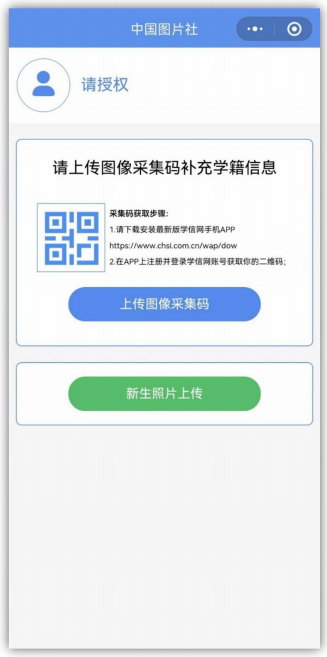 中国图片社
请授权
请上传图像采集码补充学籍信息
采集码获取步骤：
1.请下载安装最新版学信网手机APP
https://www.chsi.com.cn/wap/dow
2.在APP上注册并登录学信网账号获取你的二维码；
上传图像采集码
新生照片上传